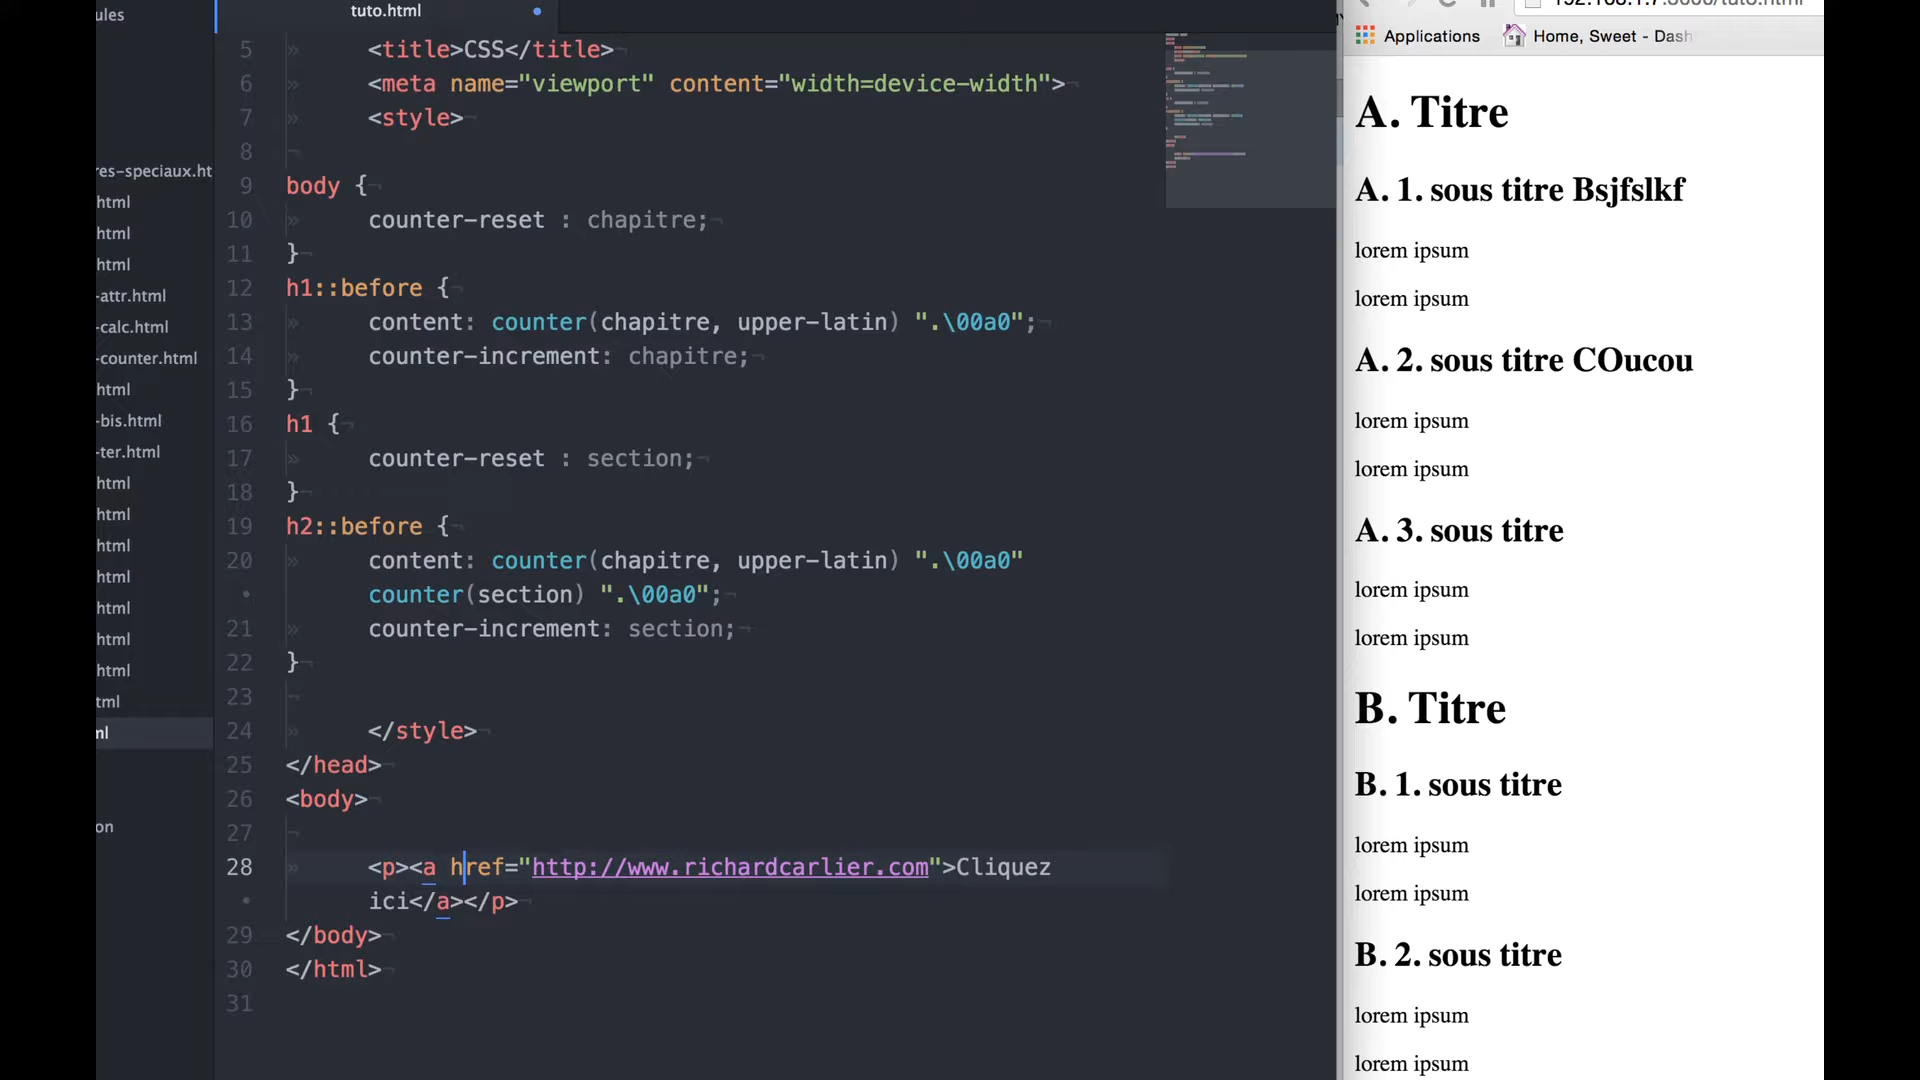 ules
res-speciaux.ht
html
html
html
-attr.html
-calc.html
-counter.html
html
-bis.html
-ter.html
html
html
html
html
html
html
html
tml
ml
on
tuto.html
5 <title>CSS</title>
6 <meta name="viewport" content="width=device-width">
7 <style>
8
9 body {
10 counter-reset : chapitre;
11 }
12 h1::before {
13 content: counter(chapitre, upper-latin) ".\00a0";
14 counter-increment: chapitre;
15 }
16 h1 {
17 counter-reset : section;
18 }
19 h2::before {
20 content: counter(chapitre, upper-latin) ".\00a0"
counter(section) ".\00a0";
21 counter-increment: section;
22 }
23
24 </style>
25 </head>
26 <body>
27
28 <p><a href="http://www.richardcarlier.com">Cliquez
ici</a></p>
29 </body>
30 </html>
31
Applications Home, Sweet - Dash
A. Titre
A. 1. sous titre Bsjfslkf
lorem ipsum
lorem ipsum
A. 2. sous titre COucou
lorem ipsum
lorem ipsum
A. 3. sous titre
lorem ipsum
lorem ipsum
B. Titre
B. 1. sous titre
lorem ipsum
lorem ipsum
B. 2. sous titre
lorem ipsum
lorem ipsum